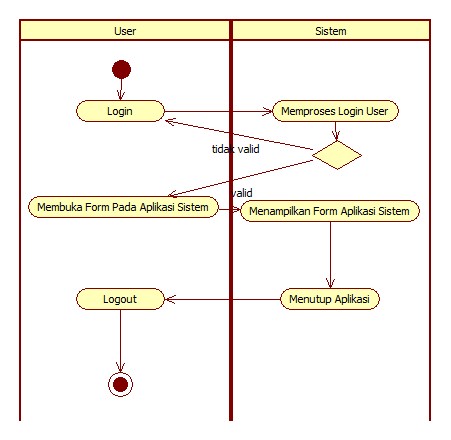 User
Sistem
Login
Memproses Login User
tidak valid
valid
Membuka Form Pada Aplikasi Sistem
Menampilkan Form Aplikasi Sistem
Logout
Menutup Aplikasi